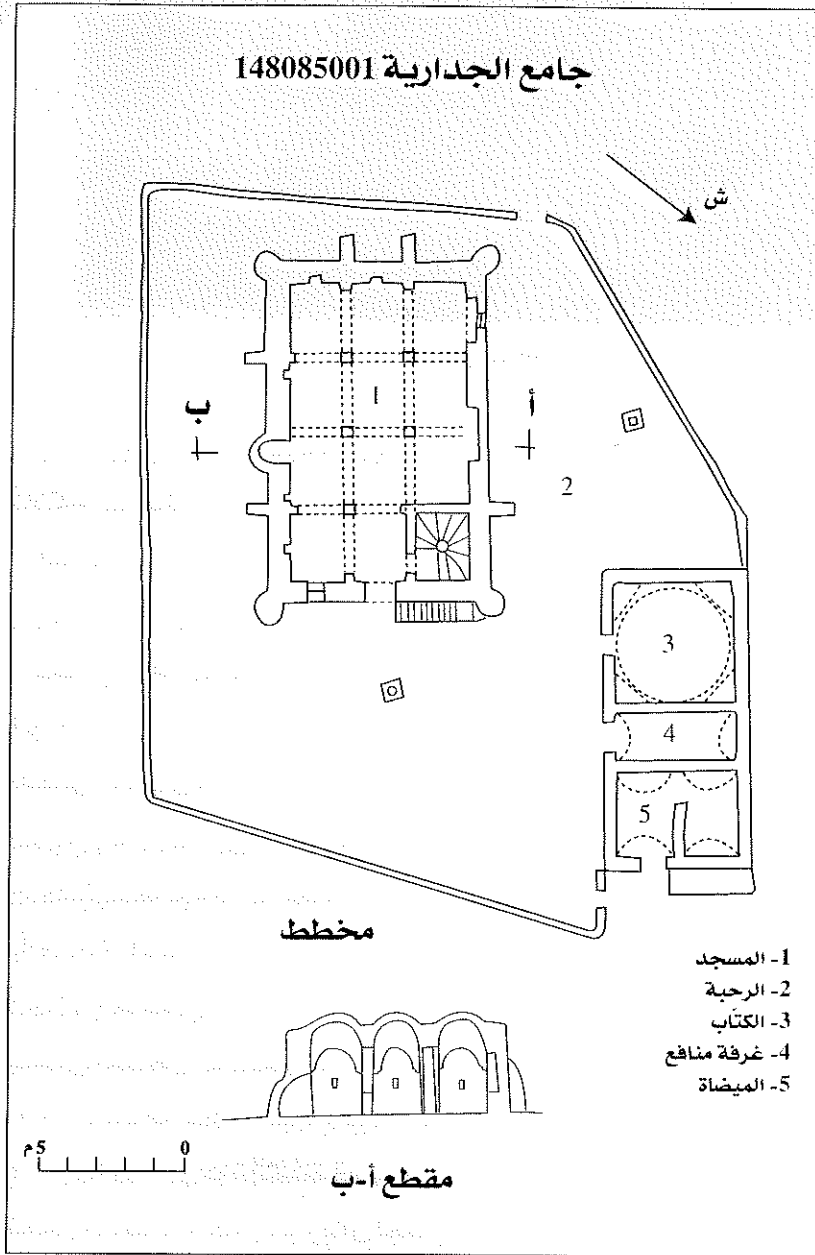 جامع الجدارية 148085001
ش
ب
أ
1
2
3
4
5
مخطط
1- المسجد
2- الرحبة
3- الكتّاب
4- غرفة منافع
5- الميضاة
5م 0
مقطع أ-ب